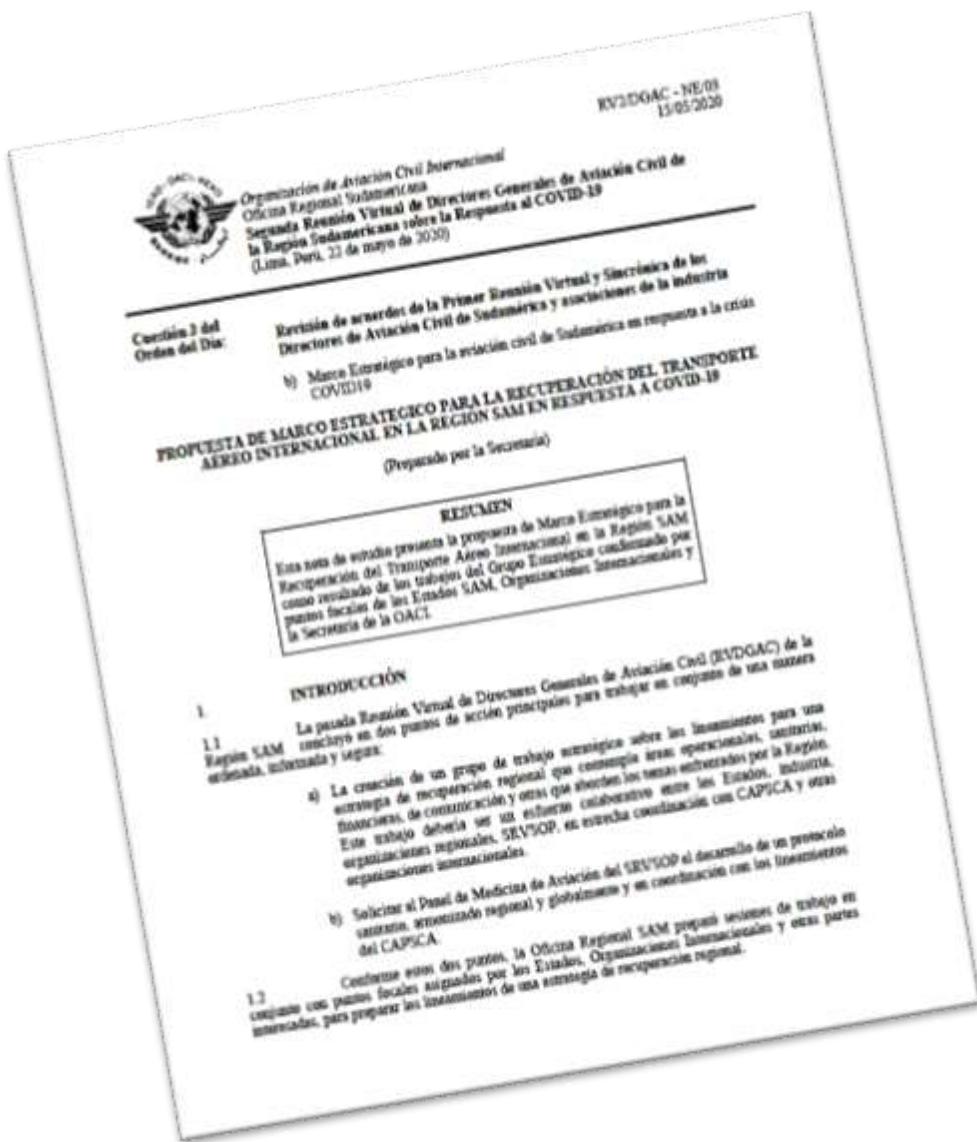 RV2/DGAC - NE/03
15/05/2020
Organización de Aviación Civil Internacional
Oficina Regional Sudamericana
Segunda Reunión Virtual de Directores Generales de Aviación Civil de
la Región Sudamericana sobre la Respuesta al COVID-19
(Lima, Perú, 22 de mayo de 2020)
Cuestión 2 del
Orden del Día:
Revisión de acuerdos de la Primer Reunión Virtual y Sincrónica de los
Directores de Aviación Civil de Sudamérica y asociaciones de la industria
b) Marco Estratégico para la aviación civil de Sudamérica en respuesta a la crisis
COVID19
PROPUESTA DE MARCO ESTRATEGICO PARA LA RECUPERACIÓN DEL TRANSPORTE
AÉREO INTERNACIONAL EN LA REGIÓN SAM EN RESPUESTA A COVID-19
(Preparado por la Secretaría)
RESUMEN
Esta nota de estudio presenta la propuesta de Marco Estratégico para la
Recuperación del Transporte Aéreo Internacional en la Región SAM
como resultado de los trabajos del Grupo Estratégico conformado por
puntos focales de los Estados SAM, Organizaciones Internacionales y
la Secretaría de la OACI.
1. INTRODUCCIÓN
1.1 La pasada Reunión Virtual de Directores Generales de Aviación Civil (RVDGAC) de la
Región SAM concluyó en dos puntos de acción principales para trabajar en conjunto de una manera
ordenada, informada y segura:
a) La creación de un grupo de trabajo estratégico sobre los lineamientos para una
estrategia de recuperación regional que contempla áreas operacionales, sanitarias,
financieras, de comunicación y otras que aborden los temas enfrentados por la Región.
Este trabajo debería ser un esfuerzo colaborativo entre los Estados, industria,
organizaciones regionales, SRVSOP, en estrecha coordinación con CAPSCA y otras
organizaciones internacionales.
b) Solicitar al Panel de Medicina de Aviación del SRVSOP el desarrollo de un protocolo
sanitario, armonizado regional y globalmente y en coordinación con los lineamientos
del CAPSCA.
1.2 Conforme estos dos puntos, la Oficina Regional SAM preparó sesiones de trabajo en
conjunto con puntos focales asignados por los Estados, Organizaciones Internacionales y otras partes
interesadas, para preparar los lineamientos de una estrategia de recuperación regional.